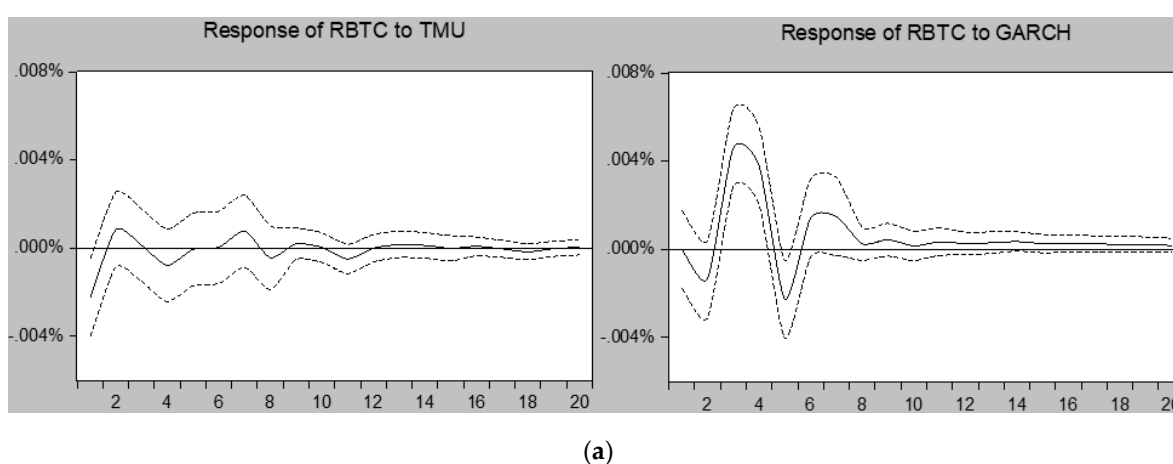 Response of RBTC to TMU
.008%
.004%
.000%
-.004%
2 4 6 8 10 12 14 16 18 20
Response of RBTC to GARCH
.008%
.004%
.000%
-.004%
2 4 6 8 10 12 14 16 18 20
(a)